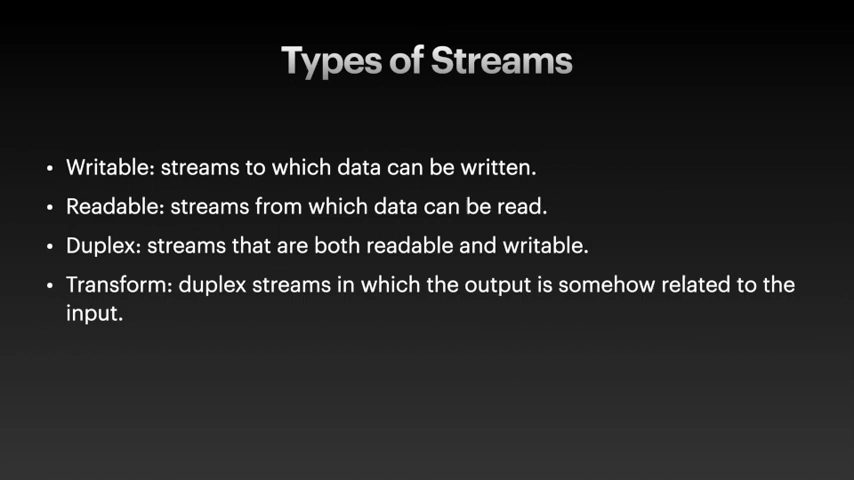 Types of Streams
• Writable: streams to which data can be written.
• Readable: streams from which data can be read.
• Duplex: streams that are both readable and writable.
• Transform: duplex streams in which the output is somehow related to the
input.